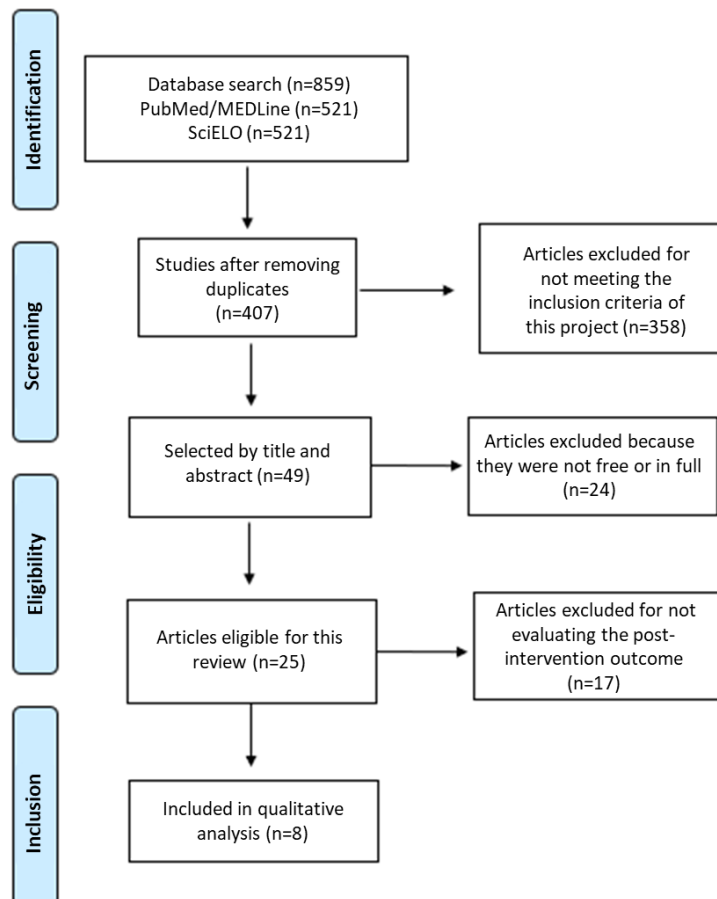 Identification
Database search (n=859)
PubMed/MEDLine (n=521)
SciELO (n=521)
Screening
Studies after removing
duplicates
(n=407)
Articles excluded for
not meeting the
inclusion criteria of
this project (n=358)
Selected by title and
abstract (n=49)
Articles excluded because
they were not free or in full
(n=24)
Eligibility
Articles eligible for this
review (n=25)
Articles excluded for not
evaluating the post-
intervention outcome
(n=17)
Inclusion
Included in qualitative
analysis (n=8)